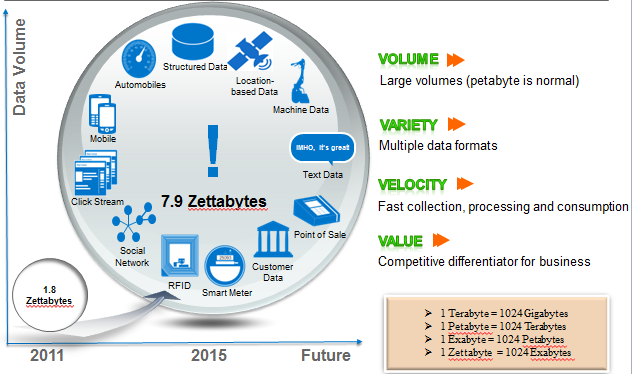 Data Volume
Structured Data
Automobiles
Location-
based Data
Machine Data
Mobile
IMHO, it's great!
Text Data
Click Stream
!
7.9 Zettabytes
Point of Sale
Social
Network
Customer
Data
RFID
Smart Meter
1.8
Zettabytes
2011
2015
Future
VOLUME
Large volumes (petabyte is normal)
VARIETY
Multiple data formats
VELOCITY
Fast collection, processing and consumption
VALUE
Competitive differentiator for business
➢ 1 Terabyte = 1024 Gigabytes
➢ 1 Petabyte = 1024 Terabytes
➢ 1 Exabyte = 1024 Petabytes
➢ 1 Zettabyte = 1024 Exabytes